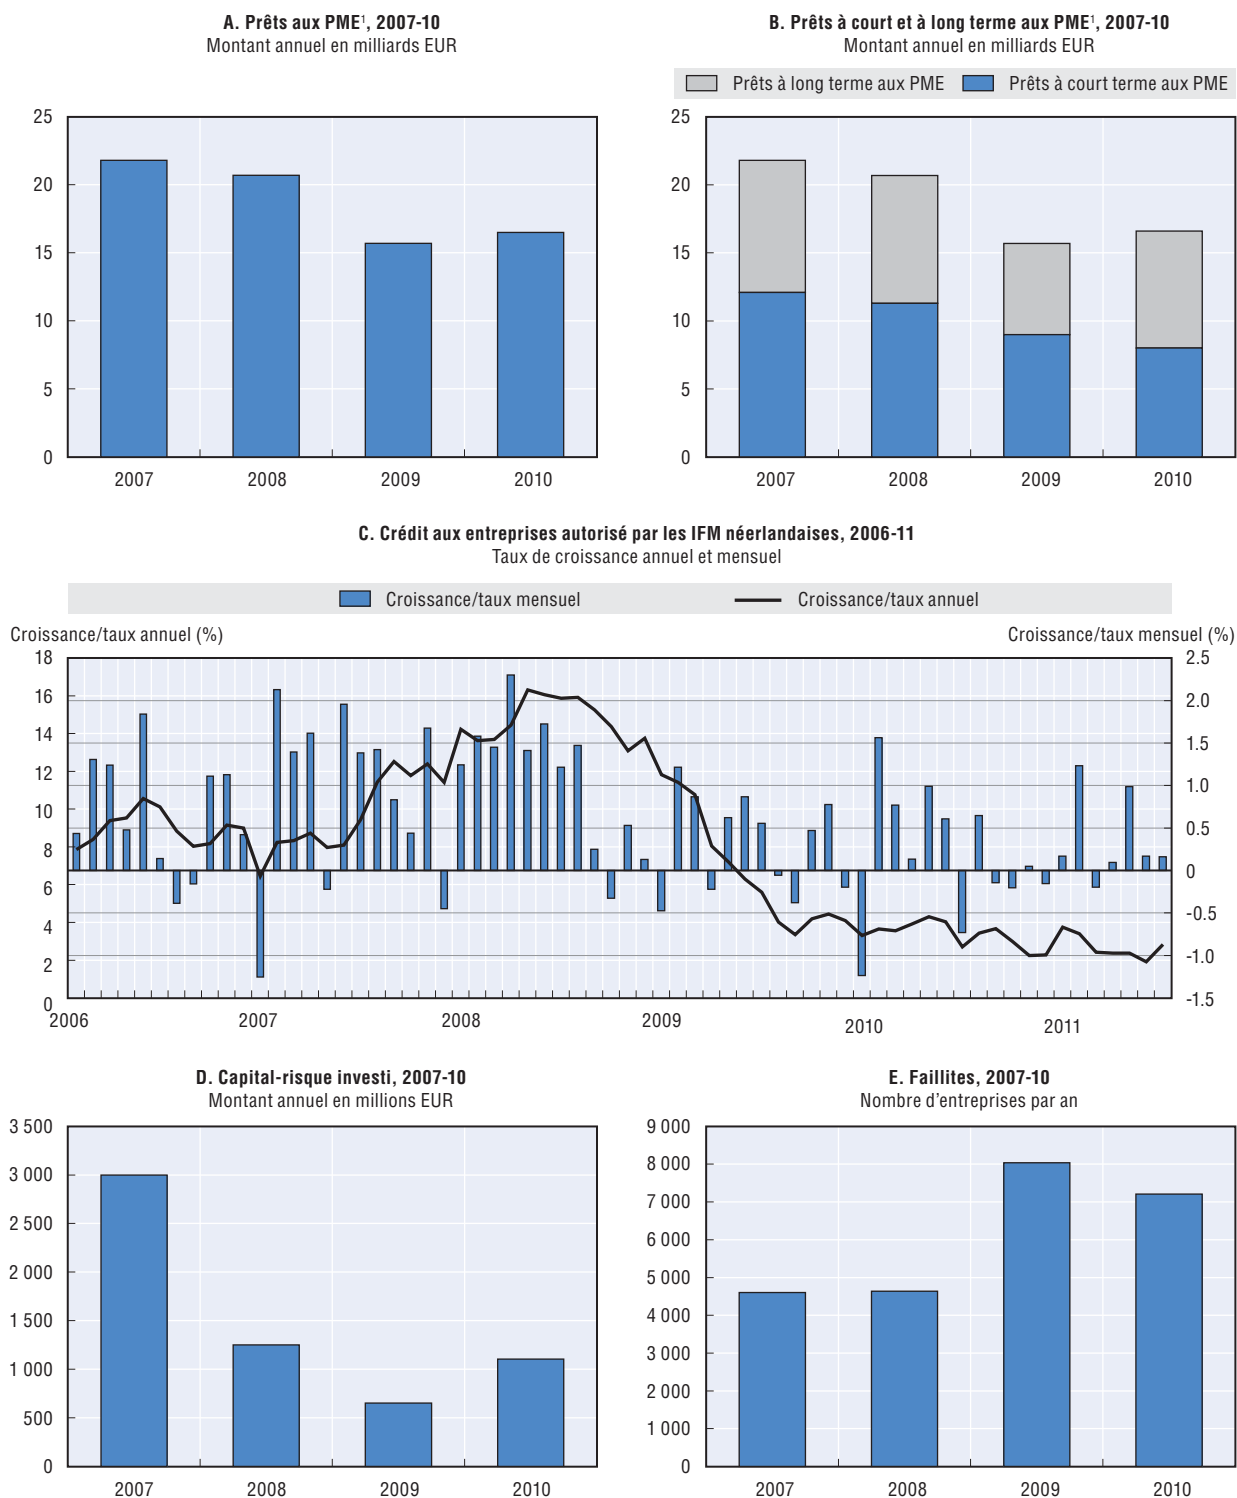 A. Prêts aux PME¹, 2007-10
Montant annuel en milliards EUR
25
20
15
10
5
0
2007 2008 2009 2010
B. Prêts à court et à long terme aux PME¹, 2007-10
Montant annuel en milliards EUR
Prêts à long terme aux PME Prêts à court terme aux PME
25
20
15
10
5
0
2007 2008 2009 2010
C. Crédit aux entreprises autorisé par les IFM néerlandaises, 2006-11
Taux de croissance annuel et mensuel
Croissance/taux mensuel Croissance/taux annuel
Croissance/taux annuel (%) Croissance/taux mensuel (%)
18
16
14
12
10
8
6
4
2
0
2.5
2.0
1.5
1.0
0.5
0
-0.5
-1.0
-1.5
2006 2007 2008 2009 2010 2011
D. Capital-risque investi, 2007-10
Montant annuel en millions EUR
3 500
3 000
2 500
2 000
1 500
1 000
500
0
2007 2008 2009 2010
E. Faillites, 2007-10
Nombre d'entreprises par an
9 000
8 000
7 000
6 000
5 000
4 000
3 000
2 000
1 000
0
2007 2008 2009 2010